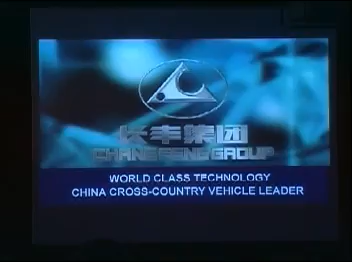 长丰集团
CHANGFENG GROUP
WORLD CLASS TECHNOLOGY
CHINA CROSS-COUNTRY VEHICLE LEADER